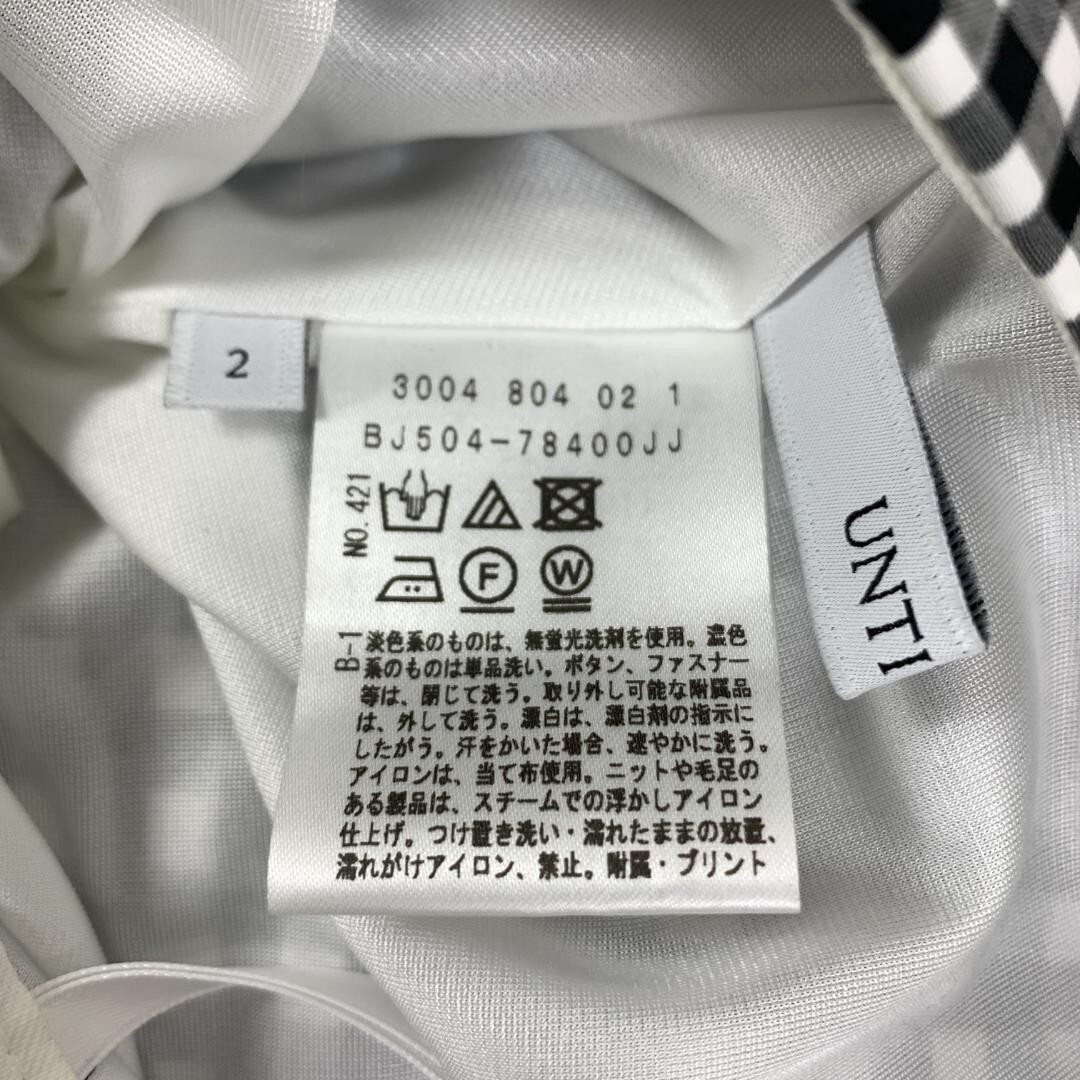 2
3004 804 02 1
BJ504-78400JJ
NO.421
F
W
B-1
淡色系のものは、無蛍光洗剤を使用。濃色
系のものは単品洗い。ボタン、ファスナー
等は、閉じて洗う。取り外し可能な附属品
は、外して洗う。漂白は、漂白剤の指示に
したがう。汗をかいた場合、速やかに洗う。
アイロンは、当て布使用。ニットや毛足の
ある製品は、スチームでの浮かしアイロン
仕上げ。つけ置き洗い・濡れたままの放置、
濡れがけアイロン、禁止。附属・プリント
UNTI